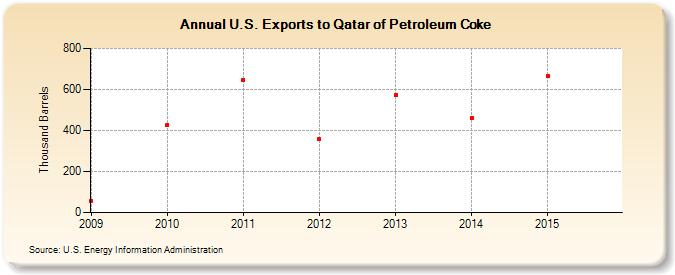 Annual U.S. Exports to Qatar of Petroleum Coke
Thousand Barrels
800
600
400
200
0
2009 2010 2011 2012 2013 2014 2015
Source: U.S. Energy Information Administration